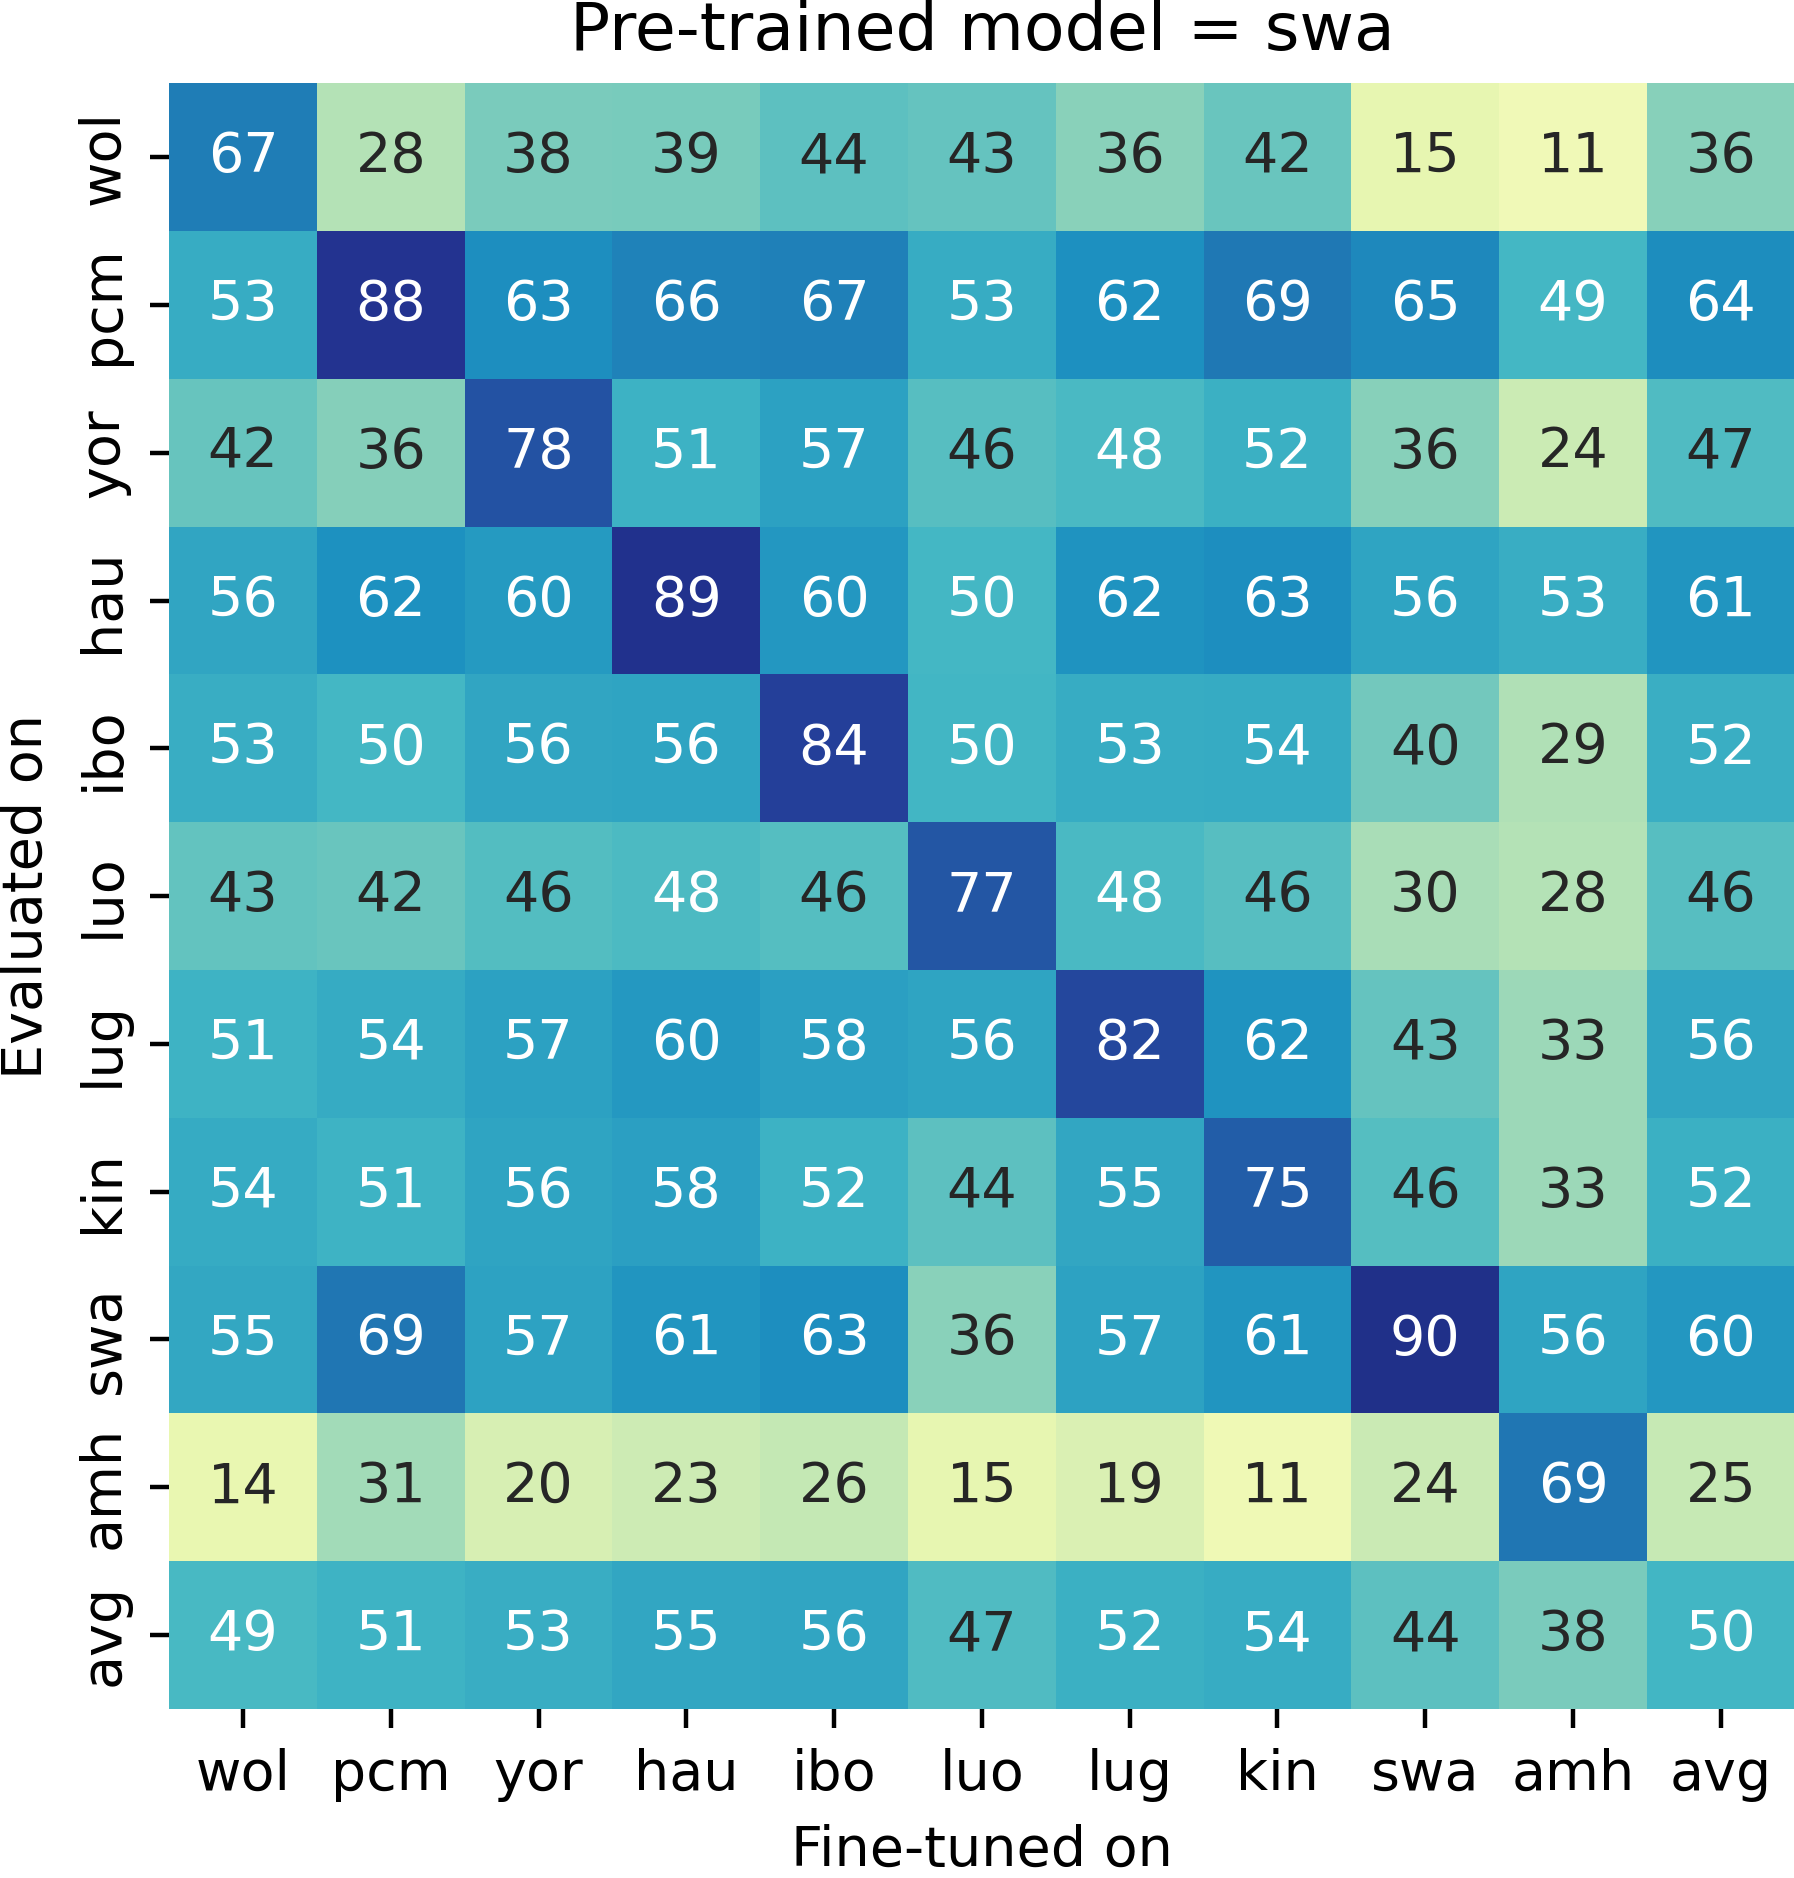 Pre-trained model = swa
Evaluated on
wol 67 28 38 39 44 43 36 42 15 11 36
pcm 53 88 63 66 67 53 62 69 65 49 64
yor 42 36 78 51 57 46 48 52 36 24 47
hau 56 62 60 89 60 50 62 63 56 53 61
ibo 53 50 56 56 84 50 53 54 40 29 52
luo 43 42 46 48 46 77 48 46 30 28 46
lug 51 54 57 60 58 56 82 62 43 33 56
kin 54 51 56 58 52 44 55 75 46 33 52
swa 55 69 57 61 63 36 57 61 90 56 60
amh 14 31 20 23 26 15 19 11 24 69 25
avg 49 51 53 55 56 47 52 54 44 38 50
wol pcm yor hau ibo luo lug kin swa amh avg
Fine-tuned on